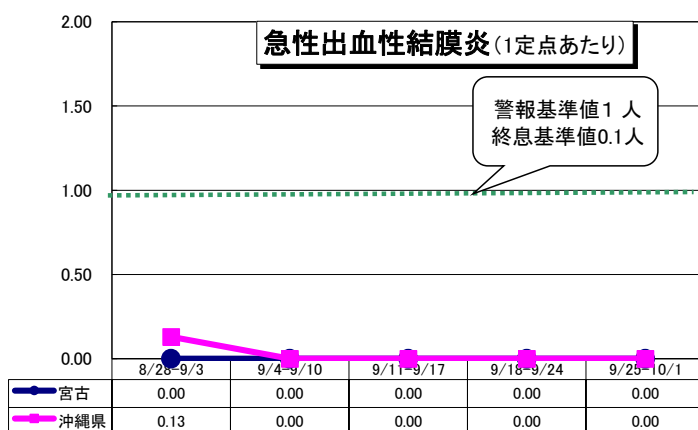 急性出血性結膜炎(1定点あたり)
警報基準値1 人
終息基準値0.1人
2.00
1.50
1.00
0.50
0.00
8/28-9/3 9/4-9/10 9/11-9/17 9/18-9/24 9/25-10/1
宮古 0.00 0.00 0.00 0.00 0.00
沖縄県 0.13 0.00 0.00 0.00 0.00